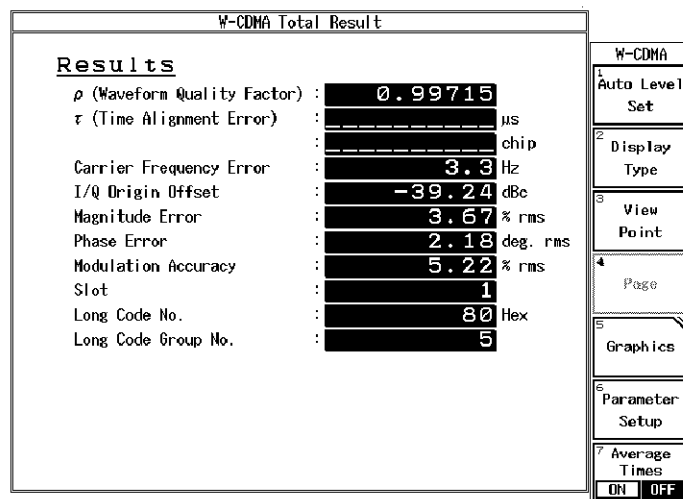 W-CDMA Total Result
Results
ρ (Waveform Quality Factor) : 0.99715
τ (Time Alignment Error) : _ _ _ _ _ _ _ _ µs
: _ _ _ _ _ _ _ _ chip
Carrier Frequency Error : 3.3 Hz
I/Q Origin Offset : -39.24 dBc
Magnitude Error : 3.67 % rms
Phase Error : 2.18 deg. rms
Modulation Accuracy : 5.22 % rms
Slot : 1
Long Code No. : 80 Hex
Long Code Group No. : 5
W-CDMA
1
Auto Level
Set
2
Display
Type
3
View
Point
4
Page
5
Graphics
6
Parameter
Setup
7
Average
Times
ON OFF